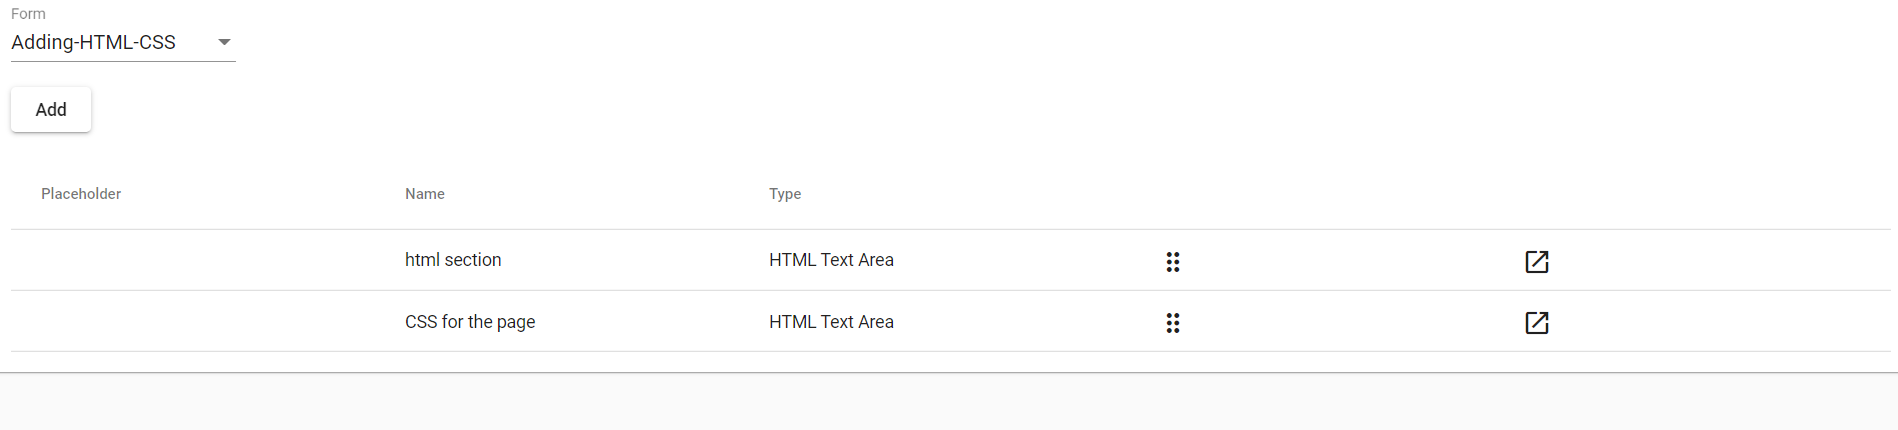 Form
Adding-HTML-CSS
Add
Placeholder Name Type
html section HTML Text Area
CSS for the page HTML Text Area